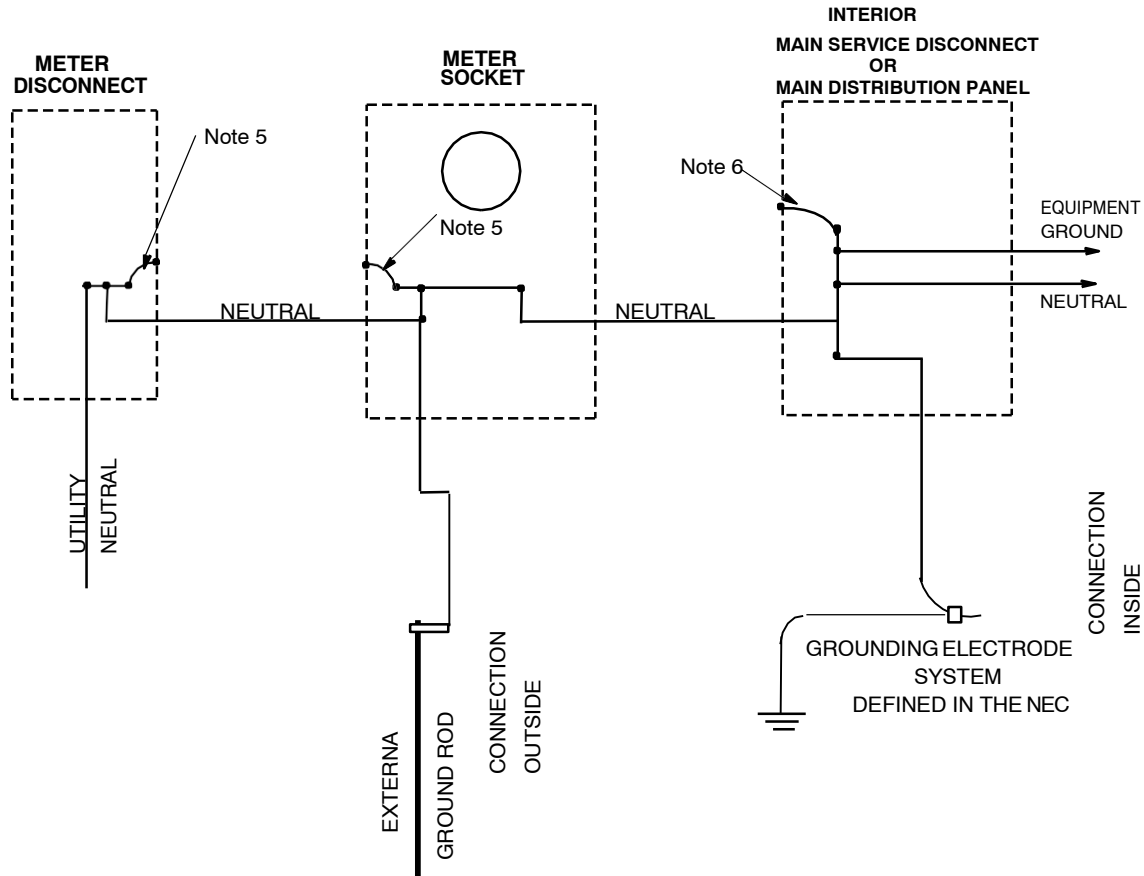 METER
DISCONNECT
METER
SOCKET
INTERIOR
MAIN SERVICE DISCONNECT
OR
MAIN DISTRIBUTION PANEL
Note 5
Note 5
Note 6
EQUIPMENT
GROUND
NEUTRAL
NEUTRAL
NEUTRAL
UTILITY
NEUTRAL
EXTERNA
GROUND ROD
CONNECTION
OUTSIDE
GROUNDING ELECTRODE
SYSTEM
DEFINED IN THE NEC
CONNECTION
INSIDE